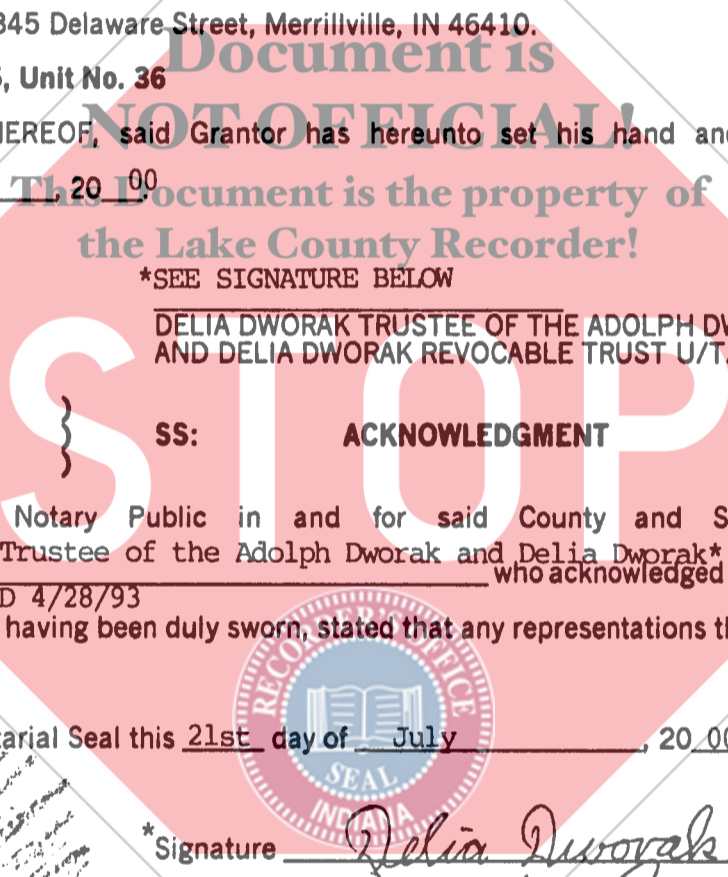 345 Delaware Street, Merrillville, IN 46410.
Document is
, Unit No. 36
NOT OFFICIAL!
HEREOF, said Grantor has hereunto set his hand and
, 20 00
This Document is the property of
the Lake County Recorder!
*SEE SIGNATURE BELOW
DELIA DWORAK TRUSTEE OF THE ADOLPH DW
AND DELIA DWORAK REVOCABLE TRUST U/T
STOP
SS: ACKNOWLEDGMENT
Notary Public in and for said County and S
Trustee of the Adolph Dworak and Delia Dworak*
who acknowledged
D 4/28/93
having been duly sworn, stated that any representations th
RECORDER'S OFFICE
SEAL
INDIANA
arial Seal this 21st day of July, 20 00
*Signature Delia Dworak